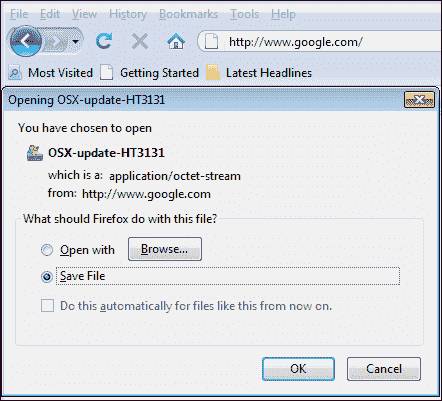 File Edit View History Bookmarks Tools Help
http://www.google.com/
Most Visited Getting Started Latest Headlines
Opening OSX-update-HT3131
You have chosen to open
OSX-update-HT3131
which is a: application/octet-stream
from: http://www.google.com
What should Firefox do with this file?
Open with Browse...
Save File
Do this automatically for files like this from now on.
OK Cancel